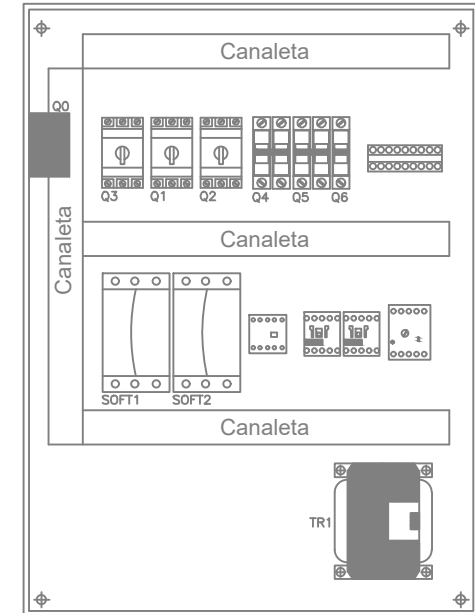 Canaleta
Q0
Q3 Q1 Q2 Q4 Q5 Q6
Canaleta
Canaleta
SOFT1 SOFT2
Canaleta
TR1